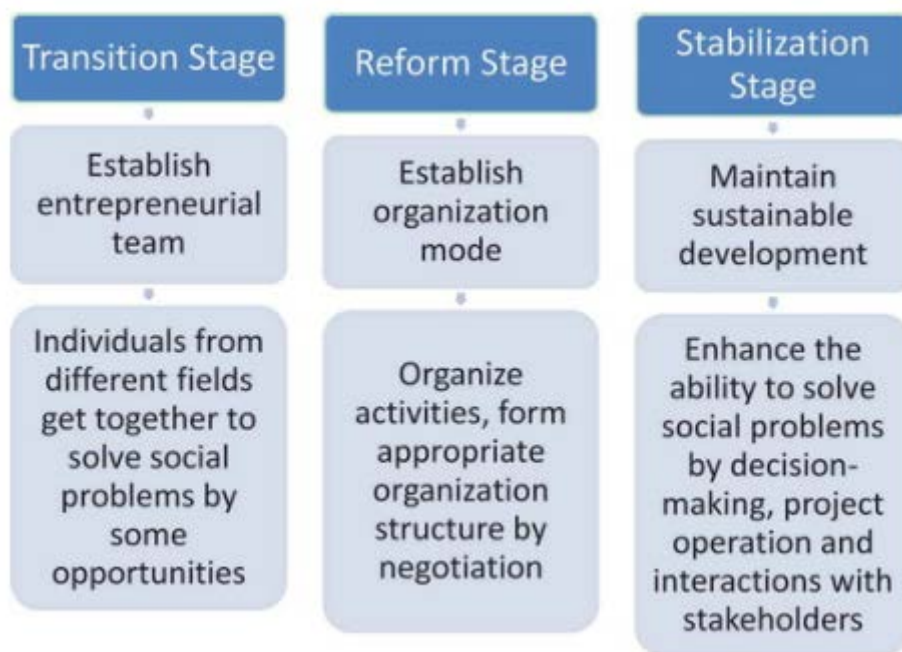 Transition Stage
Establish
entrepreneurial
team
Individuals from
different fields
get together to
solve social
problems by
some
opportunities
Reform Stage
Establish
organization
mode
Organize
activities, form
appropriate
organization
structure by
negotiation
Stabilization
Stage
Maintain
sustainable
development
Enhance the
ability to solve
social problems
by decision-
making, project
operation and
interactions with
stakeholders